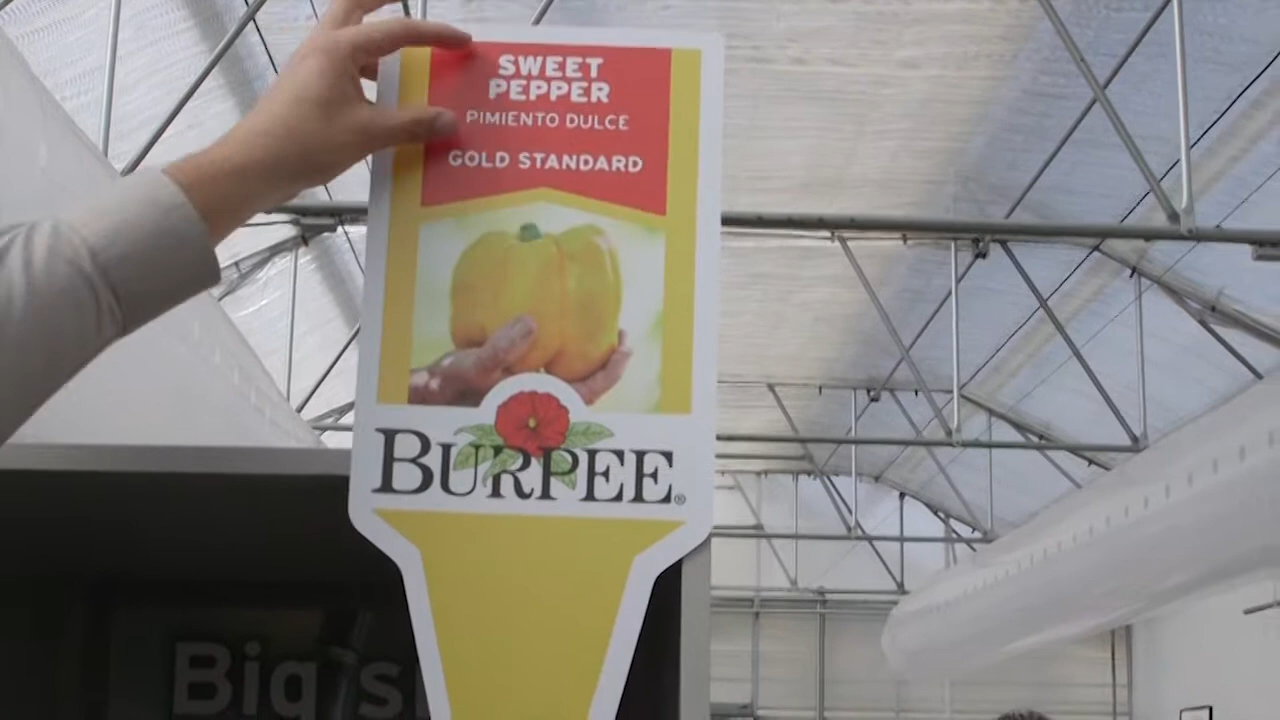 SWEET
PEPPER
PIMIENTO DULCE
GOLD STANDARD
BURPEE®
Big